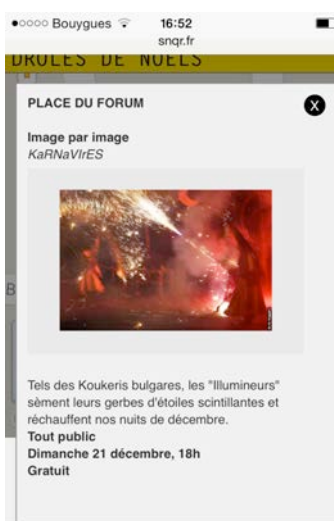 Bouygues 16:52
snqr.fr
DRÔLES DE NOËLS
PLACE DU FORUM
X
Image par image
KaRNaVIrES
B
Tels des Koukeris bulgares, les "Illumineurs"
sèment leurs gerbes d'étoiles scintillantes et
réchauffent nos nuits de décembre.
Tout public
Dimanche 21 décembre, 18h
Gratuit